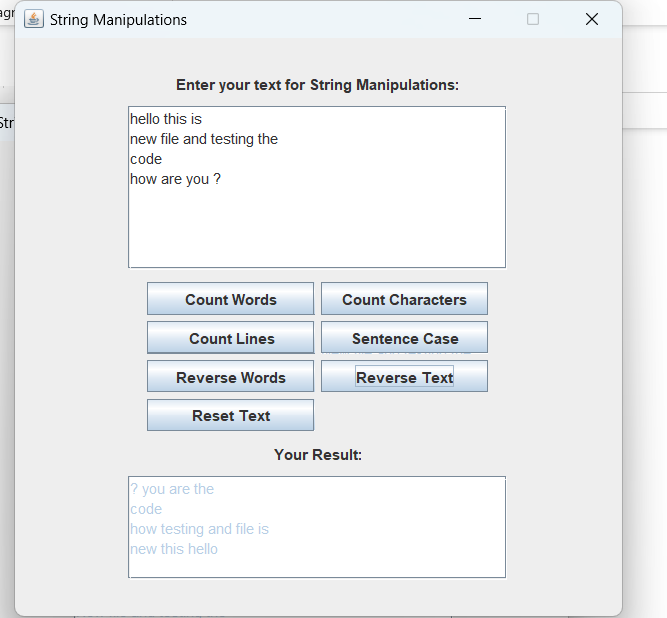 String Manipulations
Enter your text for String Manipulations:
hello this is
new file and testing the
code
how are you ?
Count Words Count Characters
Count Lines Sentence Case
Reverse Words Reverse Text
Reset Text
Your Result:
? you are the
code
how testing and file is
new this hello